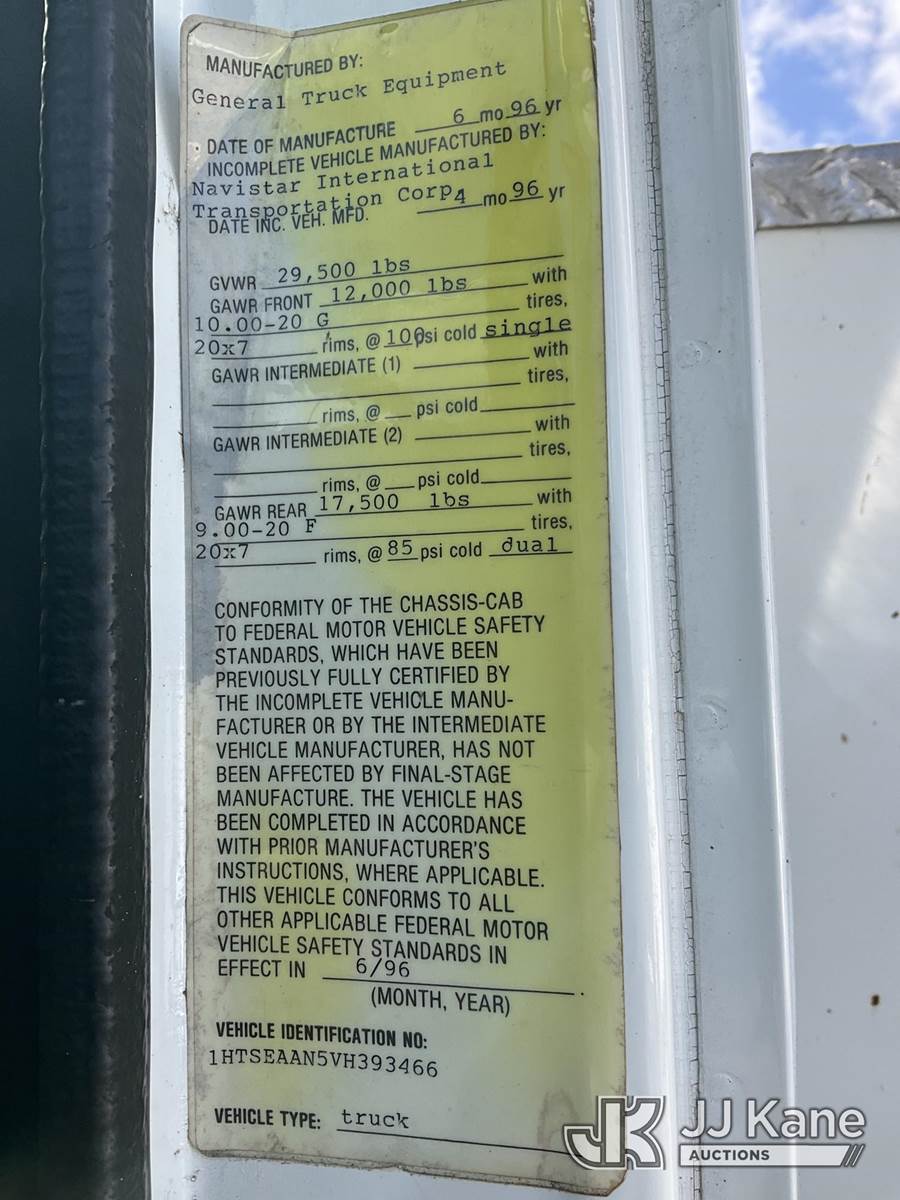 MANUFACTURED BY:
General Truck Equipment
DATE OF MANUFACTURE 6 mo 96 yr
INCOMPLETE VEHICLE MANUFACTURED BY:
Navistar International
Transportation Corp. 4 mo 96 yr
DATE INC. VEH. MFD.
GVWR 29,500 lbs
GAWR FRONT 12,000 lbs with
10.00-20 G tires,
20x7 rims, @ 100 psi cold single
GAWR INTERMEDIATE (1) with
tires,
rims, @ psi cold
GAWR INTERMEDIATE (2) with
tires,
rims, @ psi cold
GAWR REAR 17,500 lbs with
9.00-20 F tires,
20x7 rims, @ 85 psi cold dual
CONFORMITY OF THE CHASSIS-CAB
TO FEDERAL MOTOR VEHICLE SAFETY
STANDARDS, WHICH HAVE BEEN
PREVIOUSLY FULLY CERTIFIED BY
THE INCOMPLETE VEHICLE MANU-
FACTURER OR BY THE INTERMEDIATE
VEHICLE MANUFACTURER, HAS NOT
BEEN AFFECTED BY FINAL-STAGE
MANUFACTURE. THE VEHICLE HAS
BEEN COMPLETED IN ACCORDANCE
WITH PRIOR MANUFACTURER'S
INSTRUCTIONS, WHERE APPLICABLE.
THIS VEHICLE CONFORMS TO ALL
OTHER APPLICABLE FEDERAL MOTOR
VEHICLE SAFETY STANDARDS IN
EFFECT IN 6/96
(MONTH, YEAR)
VEHICLE IDENTIFICATION NO:
1HTSEAAN5VH393466
VEHICLE TYPE: truck
JK JJ Kane
AUCTIONS